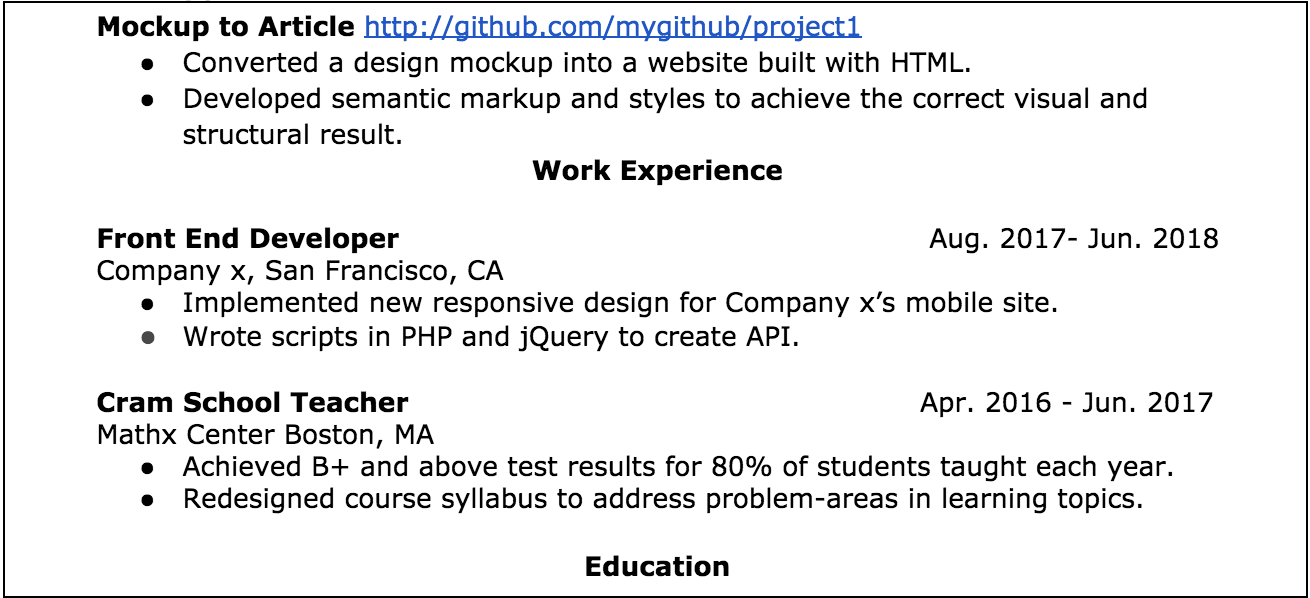 Mockup to Article http://github.com/mygithub/project1
● Converted a design mockup into a website built with HTML.
● Developed semantic markup and styles to achieve the correct visual and
structural result.
Work Experience
Front End Developer Aug. 2017- Jun. 2018
Company x, San Francisco, CA
● Implemented new responsive design for Company x’s mobile site.
● Wrote scripts in PHP and jQuery to create API.
Cram School Teacher Apr. 2016 - Jun. 2017
Mathx Center Boston, MA
● Achieved B+ and above test results for 80% of students taught each year.
● Redesigned course syllabus to address problem-areas in learning topics.
Education